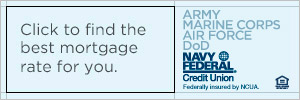 Click to find the
best mortgage
rate for you.
ARMY
MARINE CORPS
AIR FORCE
DoD
NAVY
FEDERAL
Credit Union
Federally insured by NCUA.